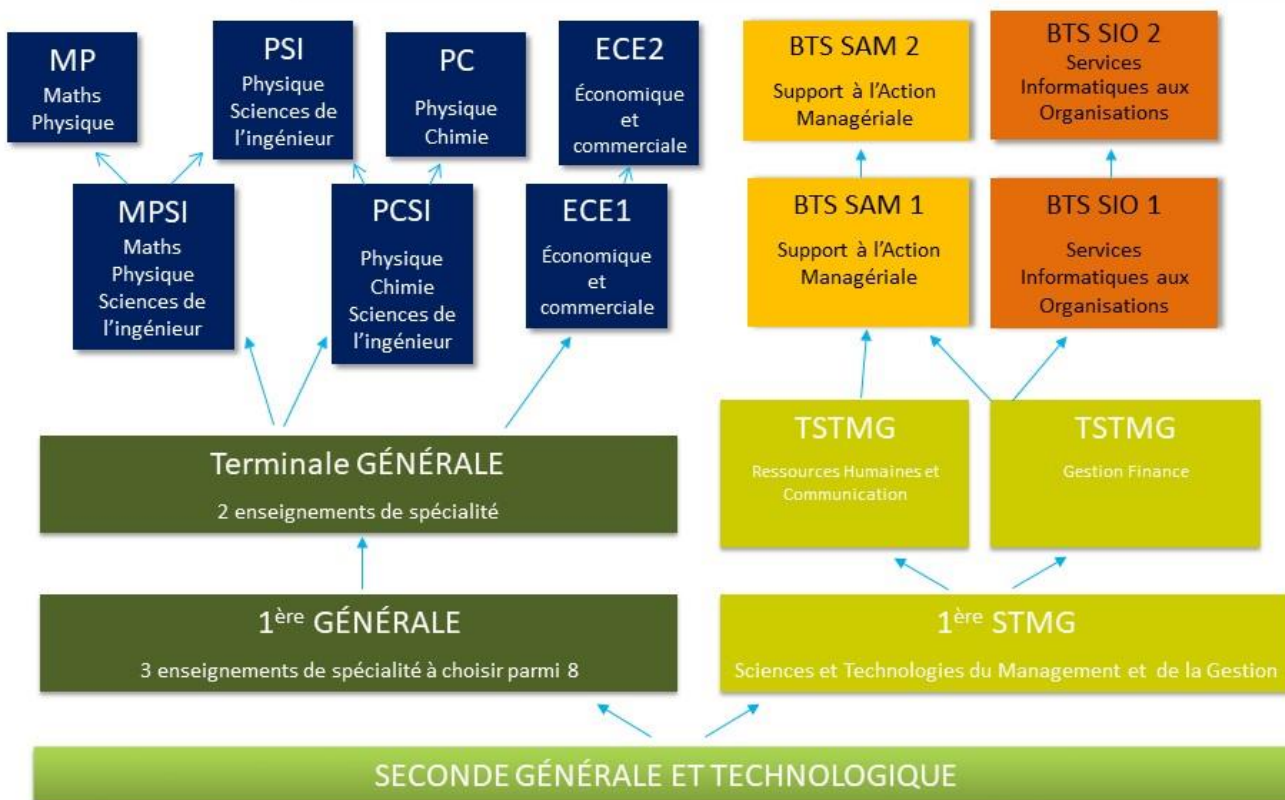 MP
Maths
Physique
PSI
Physique
Sciences de
l'ingénieur
PC
Physique
Chimie
ECE2
Économique
et
commerciale
BTS SAM 2
Support à l'Action
Managériale
BTS SIO 2
Services
Informatiques aux
Organisations
MPSI
Maths
Physique
Sciences de
l'ingénieur
PCSI
Physique
Chimie
Sciences de
l'ingénieur
ECE1
Économique
et
commerciale
BTS SAM 1
Support à l'Action
Managériale
BTS SIO 1
Services
Informatiques aux
Organisations
Terminale GÉNÉRALE
2 enseignements de spécialité
TSTMG
Ressources Humaines et
Communication
TSTMG
Gestion Finance
1ère GÉNÉRALE
3 enseignements de spécialité à choisir parmi 8
1ère STMG
Sciences et Technologies du Management et de la Gestion
SECONDE GÉNÉRALE ET TECHNOLOGIQUE